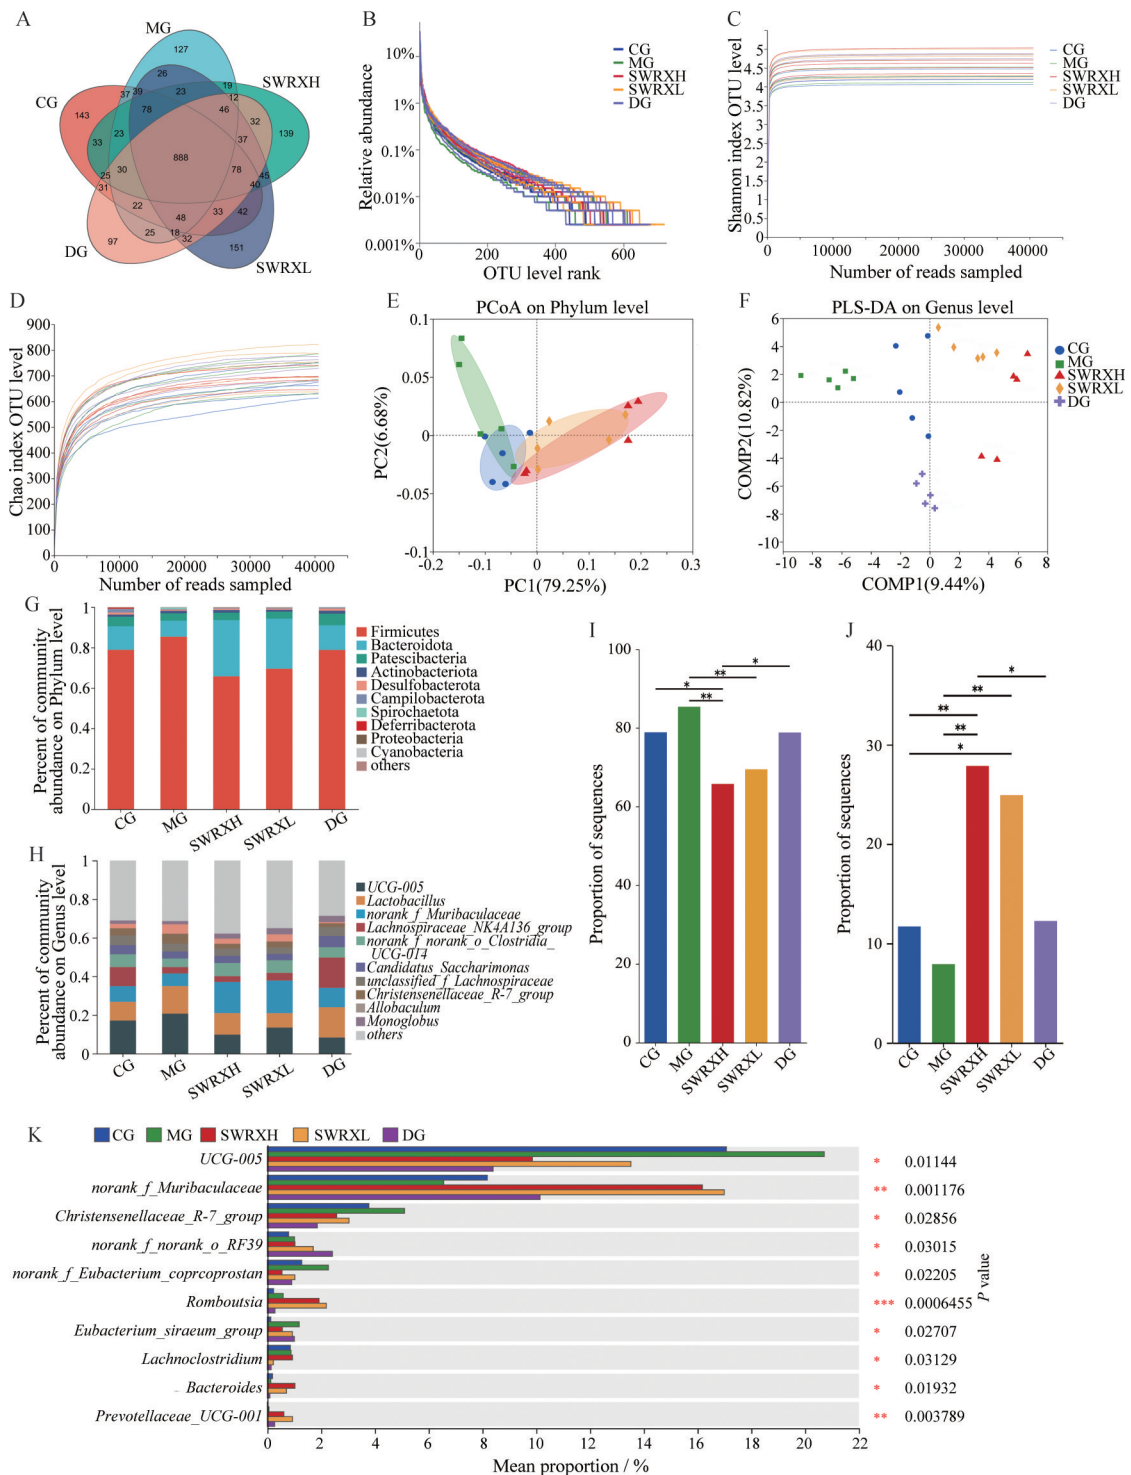 A
MG
127
CG
SWRXH
26
19
37
39
23
12
143
78
46
32
139
33
23
37
888
25
30
78
45
40
31
22
33
42
48
97
25
18
32
151
DG
SWRXL
B
Relative abundance
10%
1%
0.1%
0.01%
0.001%
0
200
400
600
OTU level rank
CG
MG
SWRXH
SWRXL
DG
C
Shannon index OTU level
5
4.5
4
3.5
3
2.5
2
1.5
1
0.5
0
0
10000
20000
30000
40000
Number of reads sampled
CG
MG
SWRXH
SWRXL
DG
D
Chao index OTU level
900
800
700
600
500
400
300
200
100
0
0
10000
20000
30000
40000
Number of reads sampled
E
PCoA on Phylum level
PC2(6.68%)
0.1
0.05
0
-0.05
-0.1
-0.2
-0.1
0
0.1
0.2
0.3
PC1(79.25%)
F
PLS-DA on Genus level
COMP2(10.82%)
6
4
2
0
-2
-4
-6
-8
-10
-10
-8
-6
-4
-2
0
2
4
6
8
COMP1(9.44%)
CG
MG
SWRXH
SWRXL
DG
G
Percent of community
abundance on Phylum level
1
0.8
0.6
0.4
0.2
0
CG
MG
SWRXH
SWRXL
DG
Firmicutes
Bacteroidota
Patescibacteria
Actinobacteriota
Desulfobacterota
Campilobacterota
Spirochaetota
Deferribacterota
Proteobacteria
Cyanobacteria
others
H
Percent of community
abundance on Genus level
1
0.8
0.6
0.4
0.2
0
CG
MG
SWRXH
SWRXL
DG
UCG-005
Lactobacillus
norank_f_Muribaculaceae
Lachnospiraceae_NK4A136_group
norank_f_norank_o_Clostridia_
UCG-014
Candidatus_Saccharimonas
unclassified_f_Lachnospiraceae
Christensenellaceae_R-7_group
Allobaculum
Monoglobus
others
I
Proportion of sequences
100
80
60
40
20
0
*
**
*
**
CG
MG
SWRXH
SWRXL
DG
J
Proportion of sequences
40
30
20
10
0
*
**
**
**
*
CG
MG
SWRXH
SWRXL
DG
K
CG MG SWRXH SWRXL DG
UCG-005 * 0.01144
norank_f_Muribaculaceae ** 0.001176
Christensenellaceae_R-7_group * 0.02856
norank_f_norank_o_RF39 * 0.03015
norank_f_Eubacterium_coprcoprostan * 0.02205
Romboutsia *** 0.0006455
Eubacterium_siraeum_group * 0.02707
Lachnoclostridium * 0.03129
Bacteroides * 0.01932
Prevotellaceae_UCG-001 ** 0.003789
P value
0 2 4 6 8 10 12 14 16 18 20 22
Mean proportion / %